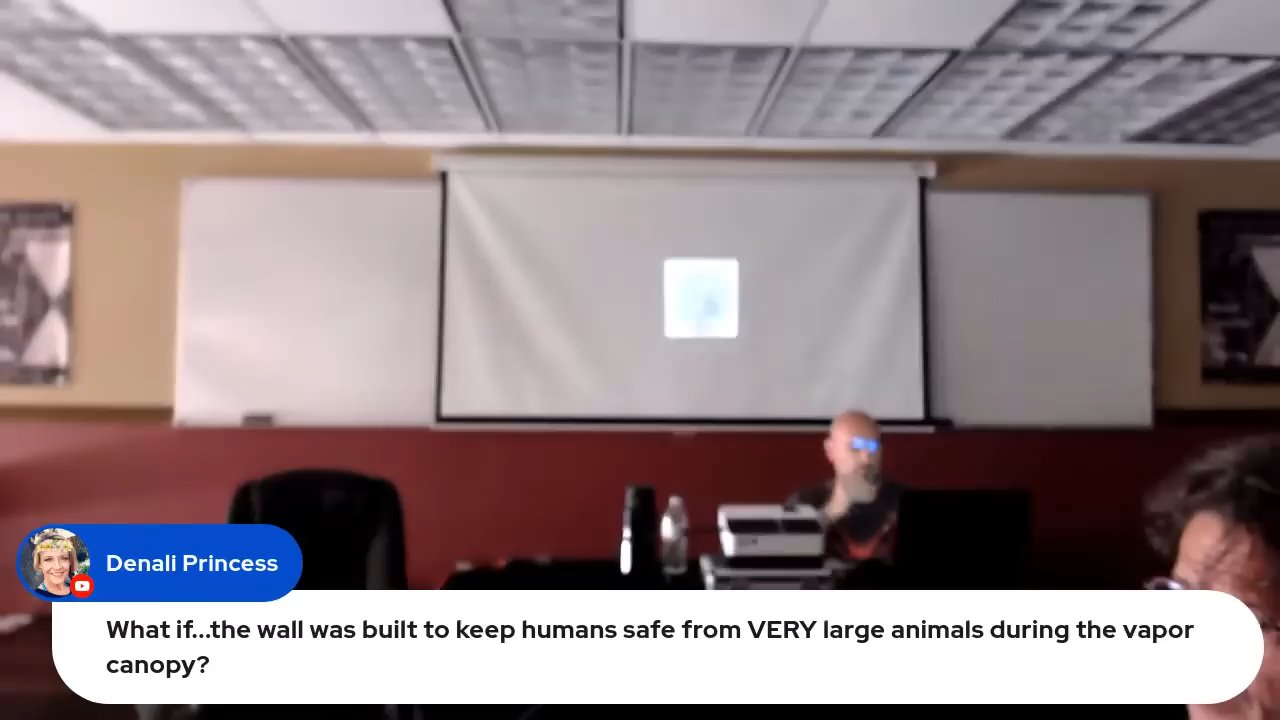 Denali Princess
What if...the wall was built to keep humans safe from VERY large animals during the vapor
canopy?